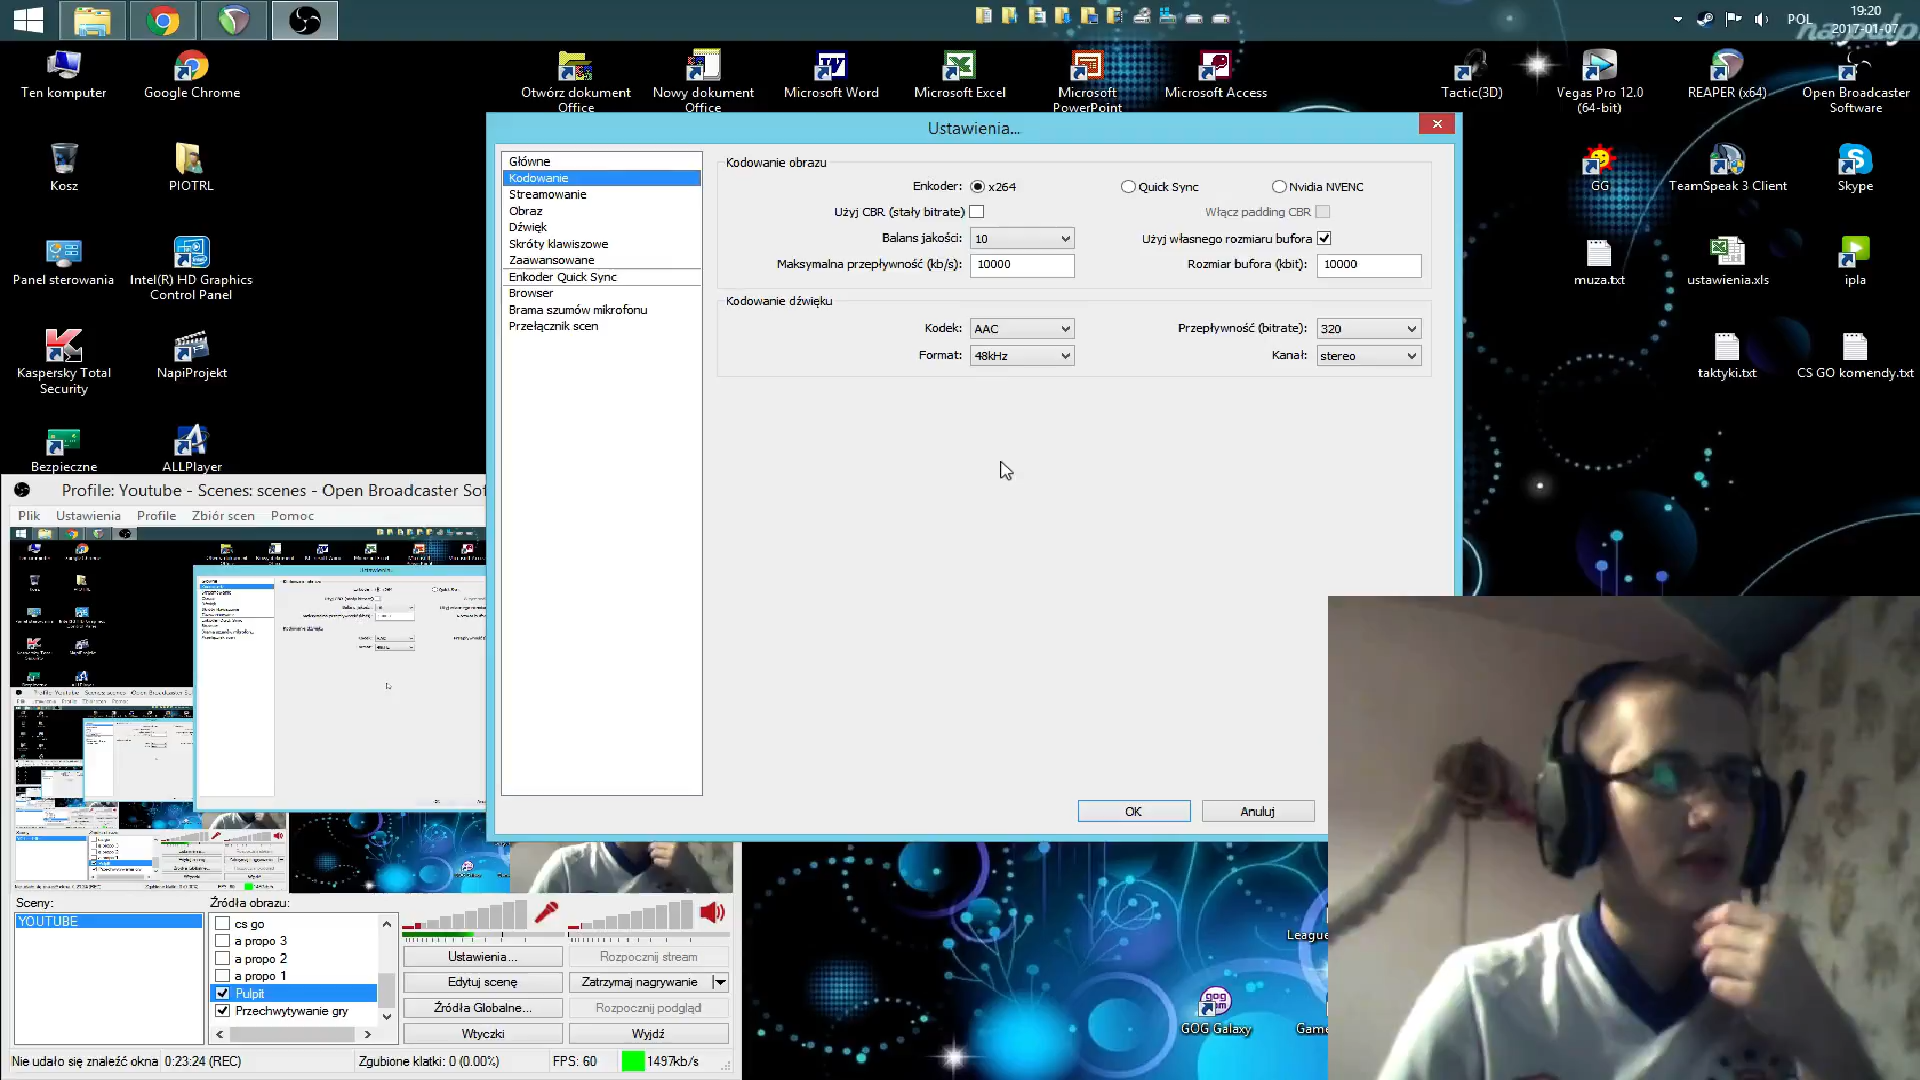 19:20
POL
2017-01-07
Ten komputer
Google Chrome
Otwórz dokument
Office
Nowy dokument
Office
Microsoft Word
Microsoft Excel
Microsoft
PowerPoint
Microsoft Access
Tactic(3D)
Vegas Pro 12.0
(64-bit)
REAPER (x64)
Open Broadcaster
Software
Kosz
PIOTRL
GG
TeamSpeak 3 Client
Skype
Panel sterowania
Intel(R) HD Graphics
Control Panel
muza.txt
ustawienia.xls
ipla
Kaspersky Total
Security
NapiProjekt
taktyki.txt
CS GO komendy.txt
Bezpieczne
ALLPlayer
Ustawienia...
Główne
Kodowanie
Streamowanie
Obraz
Dźwięk
Skróty klawiszowe
Zaawansowane
Enkoder Quick Sync
Browser
Brama szumów mikrofonu
Przełącznik scen
Kodowanie obrazu
Enkoder: x264 Quick Sync Nvidia NVENC
Użyj CBR (stały bitrate) Włącz padding CBR
Balans jakości: 10 Użyj własnego rozmiaru bufora
Maksymalna przepływność (kb/s): 10000 Rozmiar bufora (kbit): 10000
Kodowanie dźwięku
Kodek: AAC Przepływność (bitrate): 320
Format: 48kHz Kanał: stereo
OK Anuluj
Profile: Youtube - Scenes: scenes - Open Broadcaster Sof
Plik Ustawienia Profile Zbiór scen Pomoc
Sceny:
YOUTUBE
Źródła obrazu:
cs go
a propo 3
a propo 2
a propo 1
Pulpit
Przechwytywanie gry
Ustawienia... Rozpocznij stream
Edytuj scenę Zatrzymaj nagrywanie
Źródła Globalne... Rozpocznij podgląd
Wtyczki Wyjdź
Nie udało się znaleźć okna 0:23:24 (REC) Zgubione klatki: 0 (0.00%) FPS: 60 1497kb/s
League
GOG Galaxy
Game